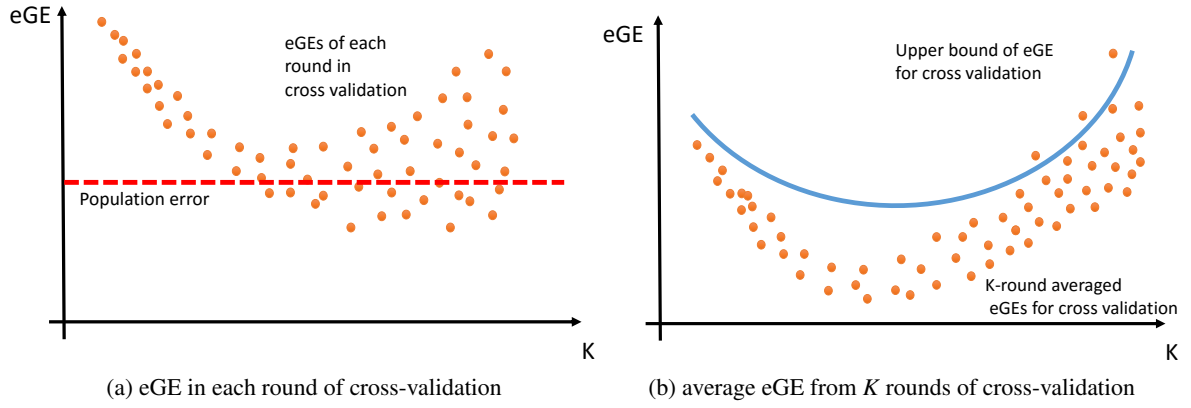 eGE
eGEs of each
round in
cross validation
Population error
K
(a) eGE in each round of cross-validation
eGE
Upper bound of eGE
for cross validation
K-round averaged
eGEs for cross validation
K
(b) average eGE from K rounds of cross-validation